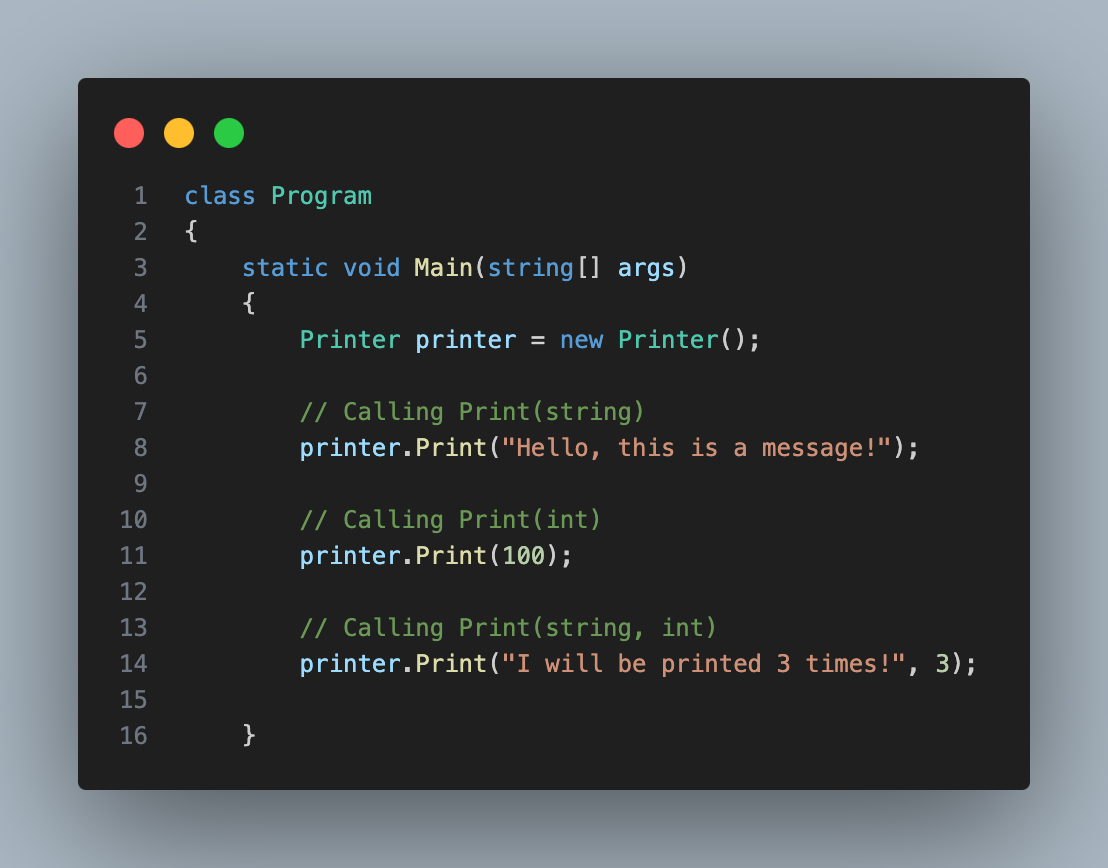 1 class Program
2 {
3     static void Main(string[] args)
4     {
5         Printer printer = new Printer();
6
7         // Calling Print(string)
8         printer.Print("Hello, this is a message!");
9
10         // Calling Print(int)
11         printer.Print(100);
12
13         // Calling Print(string, int)
14         printer.Print("I will be printed 3 times!", 3);
15
16     }